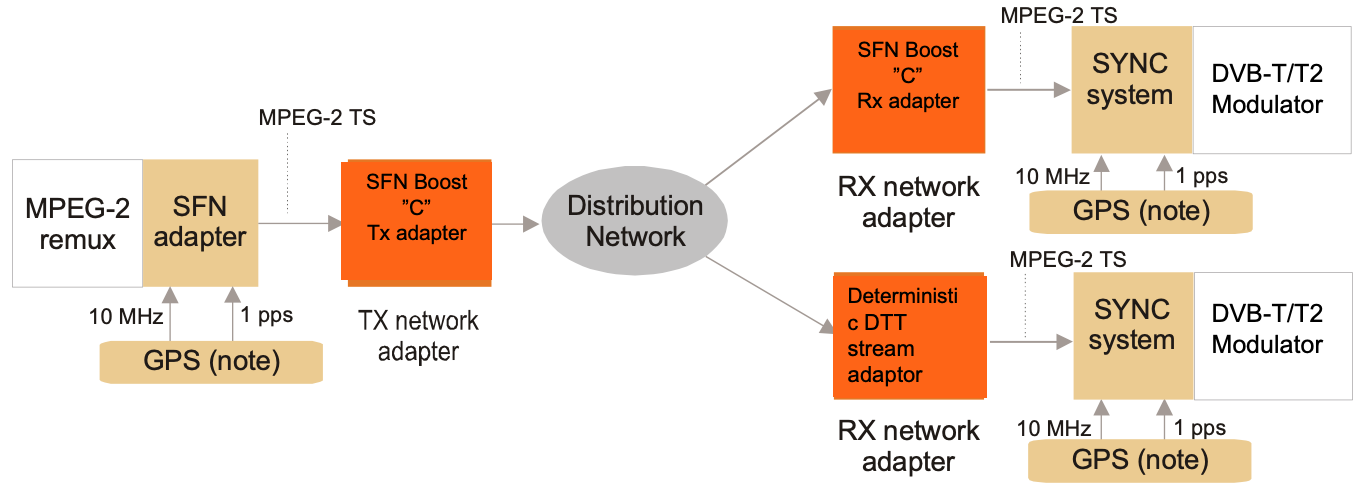 MPEG-2
remux
SFN
adapter
MPEG-2 TS
10 MHz
1 pps
GPS (note)
SFN Boost
”C”
Tx adapter
TX network
adapter
Distribution
Network
SFN Boost
”C”
Rx adapter
RX network
adapter
MPEG-2 TS
SYNC
system
DVB-T/T2
Modulator
10 MHz
1 pps
GPS (note)
Deterministi
c DTT
stream
adaptor
RX network
adapter
MPEG-2 TS
SYNC
system
DVB-T/T2
Modulator
10 MHz
1 pps
GPS (note)